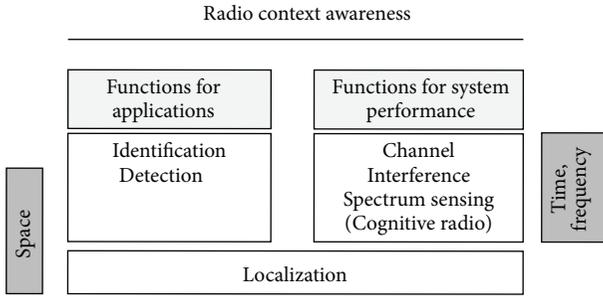 Radio context awareness
Functions for
applications
Functions for system
performance
Identification
Detection
Channel
Interference
Spectrum sensing
(Cognitive radio)
Time,
frequency
Space
Localization